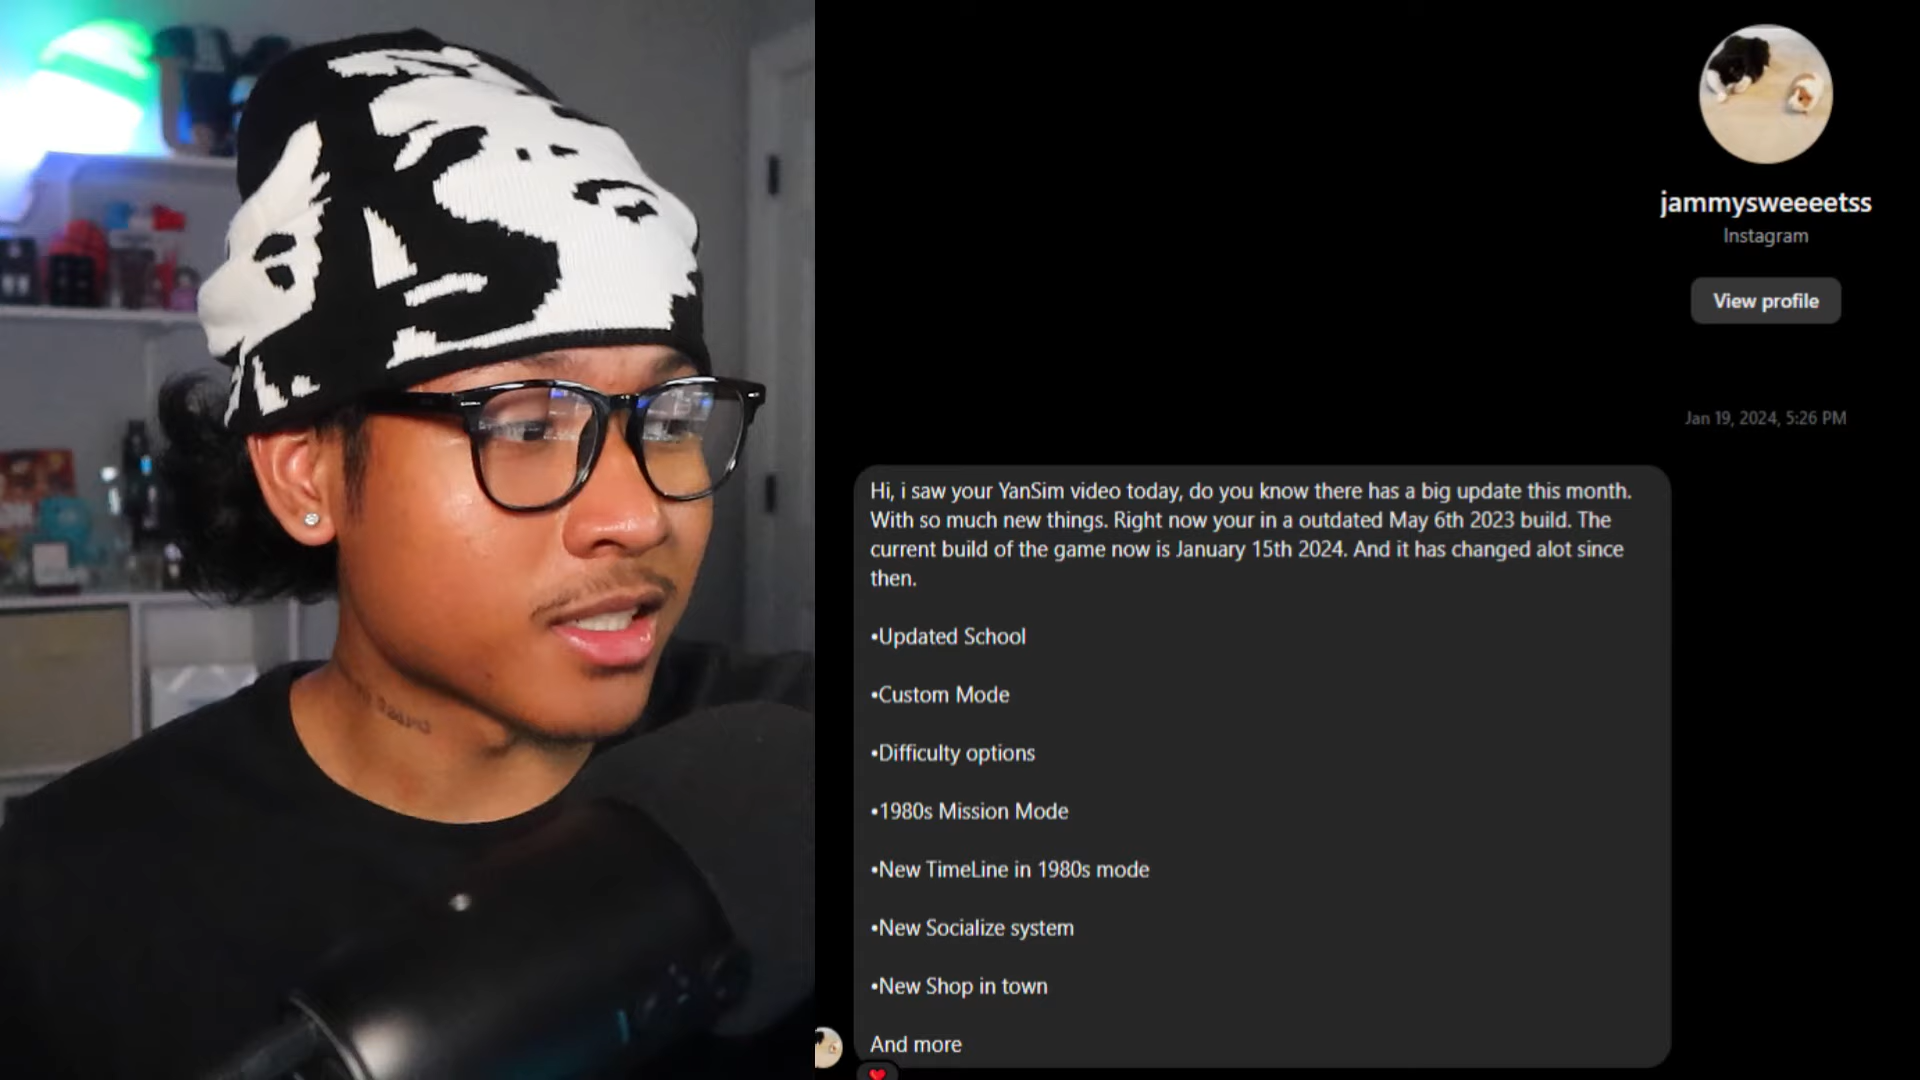 jammysweeeetss
Instagram
View profile
Jan 19, 2024, 5:26 PM
Hi, i saw your YanSim video today, do you know there has a big update this month.
With so much new things. Right now your in a outdated May 6th 2023 build. The
current build of the game now is January 15th 2024. And it has changed alot since
then.
•Updated School
•Custom Mode
•Difficulty options
•1980s Mission Mode
•New TimeLine in 1980s mode
•New Socialize system
•New Shop in town
And more